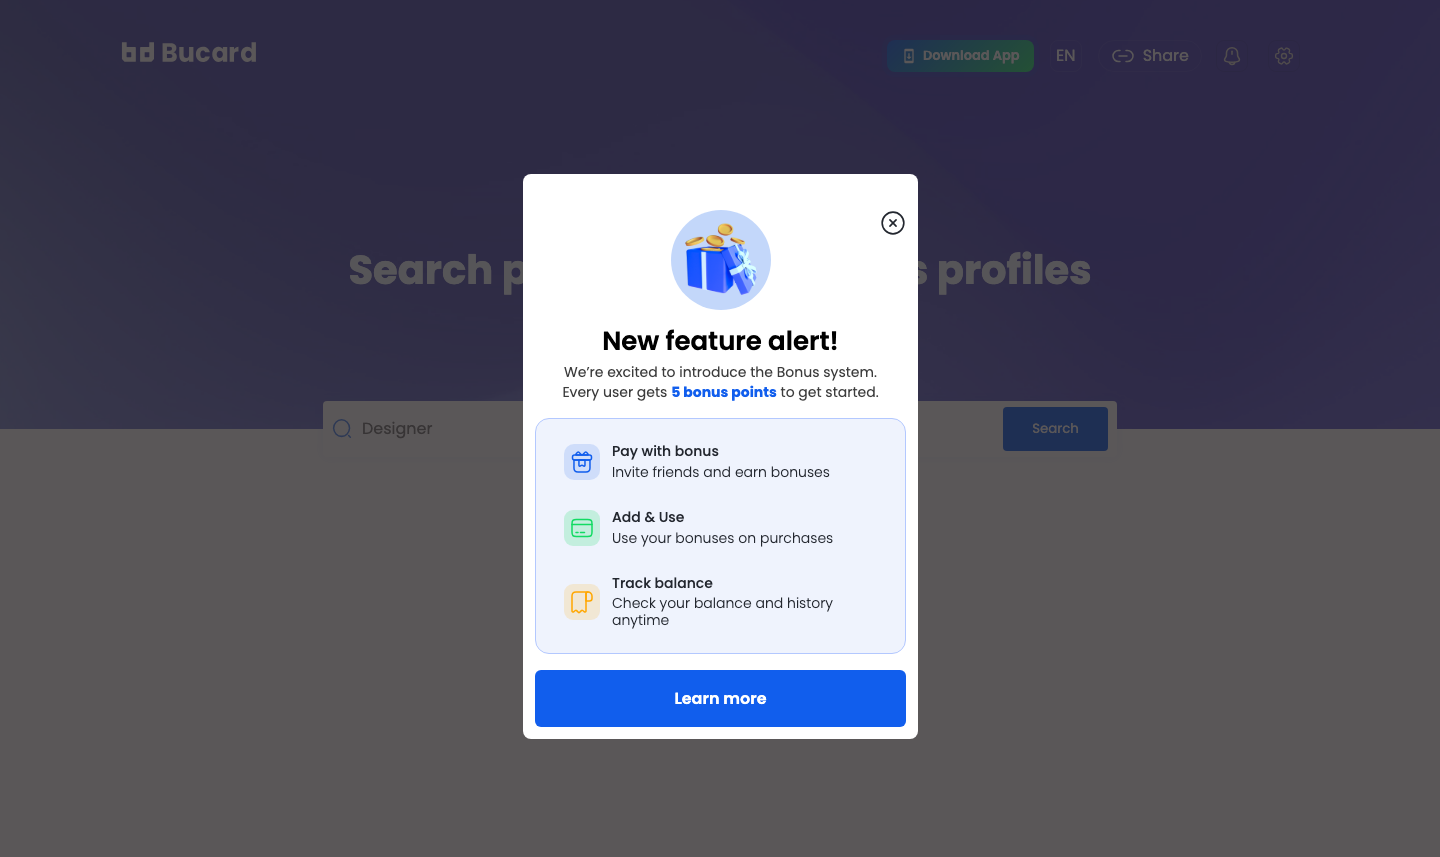 Bucard
Download App
EN
Share
Search p
s profiles
New feature alert!
We’re excited to introduce the Bonus system.
Every user gets 5 bonus points to get started.
Designer
Search
Pay with bonus
Invite friends and earn bonuses
Add & Use
Use your bonuses on purchases
Track balance
Check your balance and history
anytime
Learn more